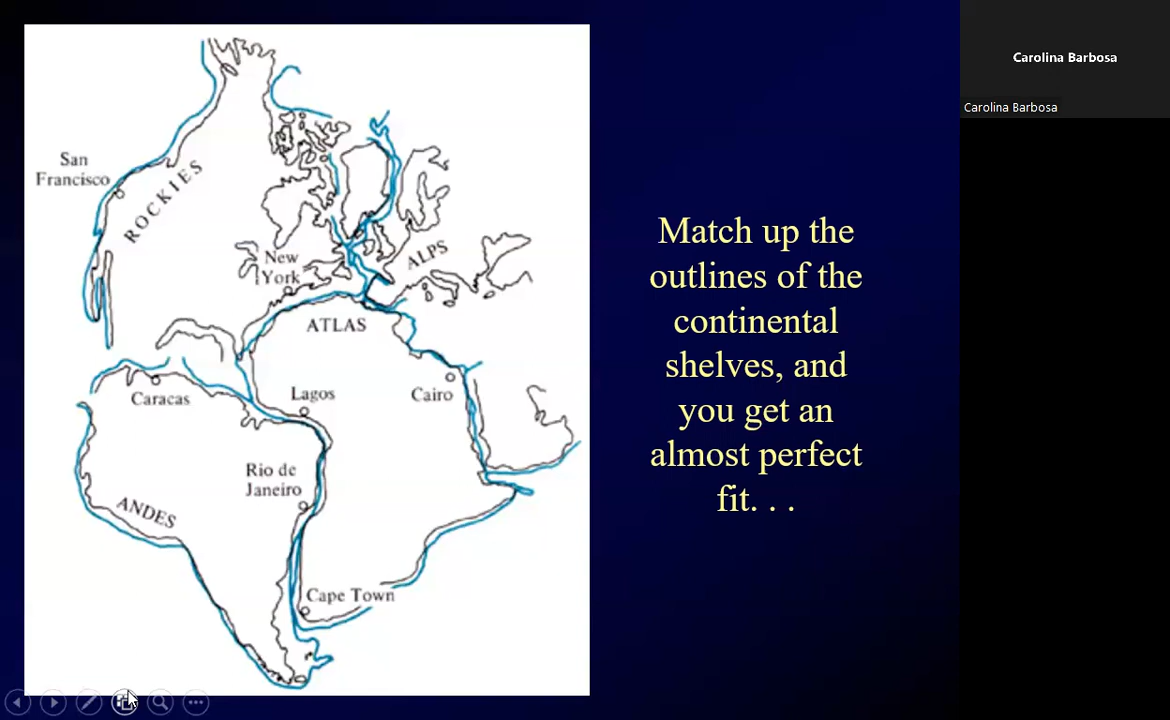 San
Francisco
ROCKIES
New
York
ALPS
ATLAS
Caracas
Lagos
Cairo
Rio de
Janeiro
ANDES
Cape Town
Match up the
outlines of the
continental
shelves, and
you get an
almost perfect
fit. . .
Carolina Barbosa
Carolina Barbosa